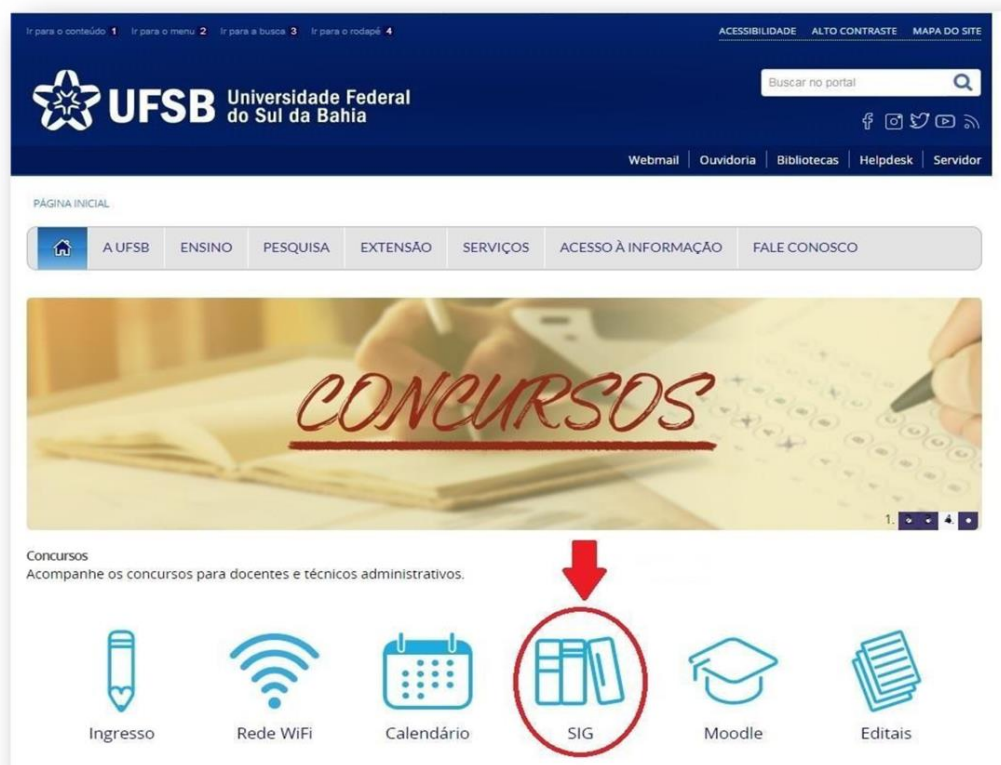 Ir para o conteúdo 1 Ir para o menu 2 Ir para a busca 3 Ir para o rodapé 4
ACESSIBILIDADE ALTO CONTRASTE MAPA DO SITE
UFSB Universidade Federal
do Sul da Bahia
Buscar no portal
Webmail Ouvidoria Bibliotecas Helpdesk Servidor
PÁGINA INICIAL
A UFSB ENSINO PESQUISA EXTENSÃO SERVIÇOS ACESSO À INFORMAÇÃO FALE CONOSCO
CONCURSOS
1. 4.
Concursos
Acompanhe os concursos para docentes e técnicos administrativos.
Ingresso Rede WiFi Calendário SIG Moodle Editais